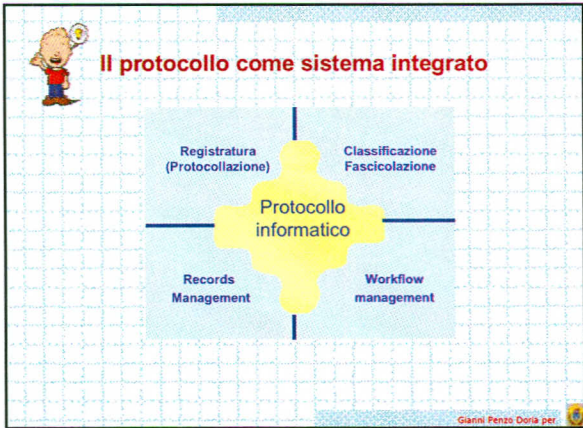 Il protocollo come sistema integrato
Registratura
(Protocollazione)
Classificazione
Fascicolazione
Protocollo
informatico
Records
Management
Workflow
management
Gianni Penzo Doria per